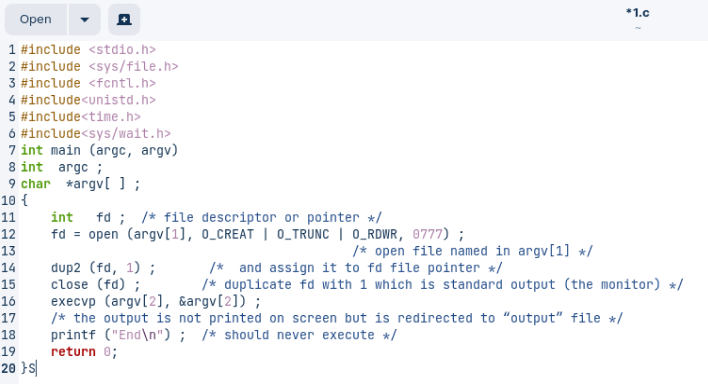 Open
*1.c
~
1 #include <stdio.h>
2 #include <sys/file.h>
3 #include <fcntl.h>
4 #include<unistd.h>
5 #include<time.h>
6 #include<sys/wait.h>
7 int main (argc, argv)
8 int  argc ;
9 char  *argv[ ] ;
10 {
11     int   fd ;  /* file descriptor or pointer */
12     fd = open (argv[1], O_CREAT | O_TRUNC | O_RDWR, 0777) ;
13                                            /* open file named in argv[1] */
14     dup2 (fd, 1) ;       /*  and assign it to fd file pointer */
15     close (fd) ;        /* duplicate fd with 1 which is standard output (the monitor) */
16     execvp (argv[2], &argv[2]) ;
17     /* the output is not printed on screen but is redirected to “output” file */
18     printf ("End\n") ;  /* should never execute */
19     return 0;
20 }S